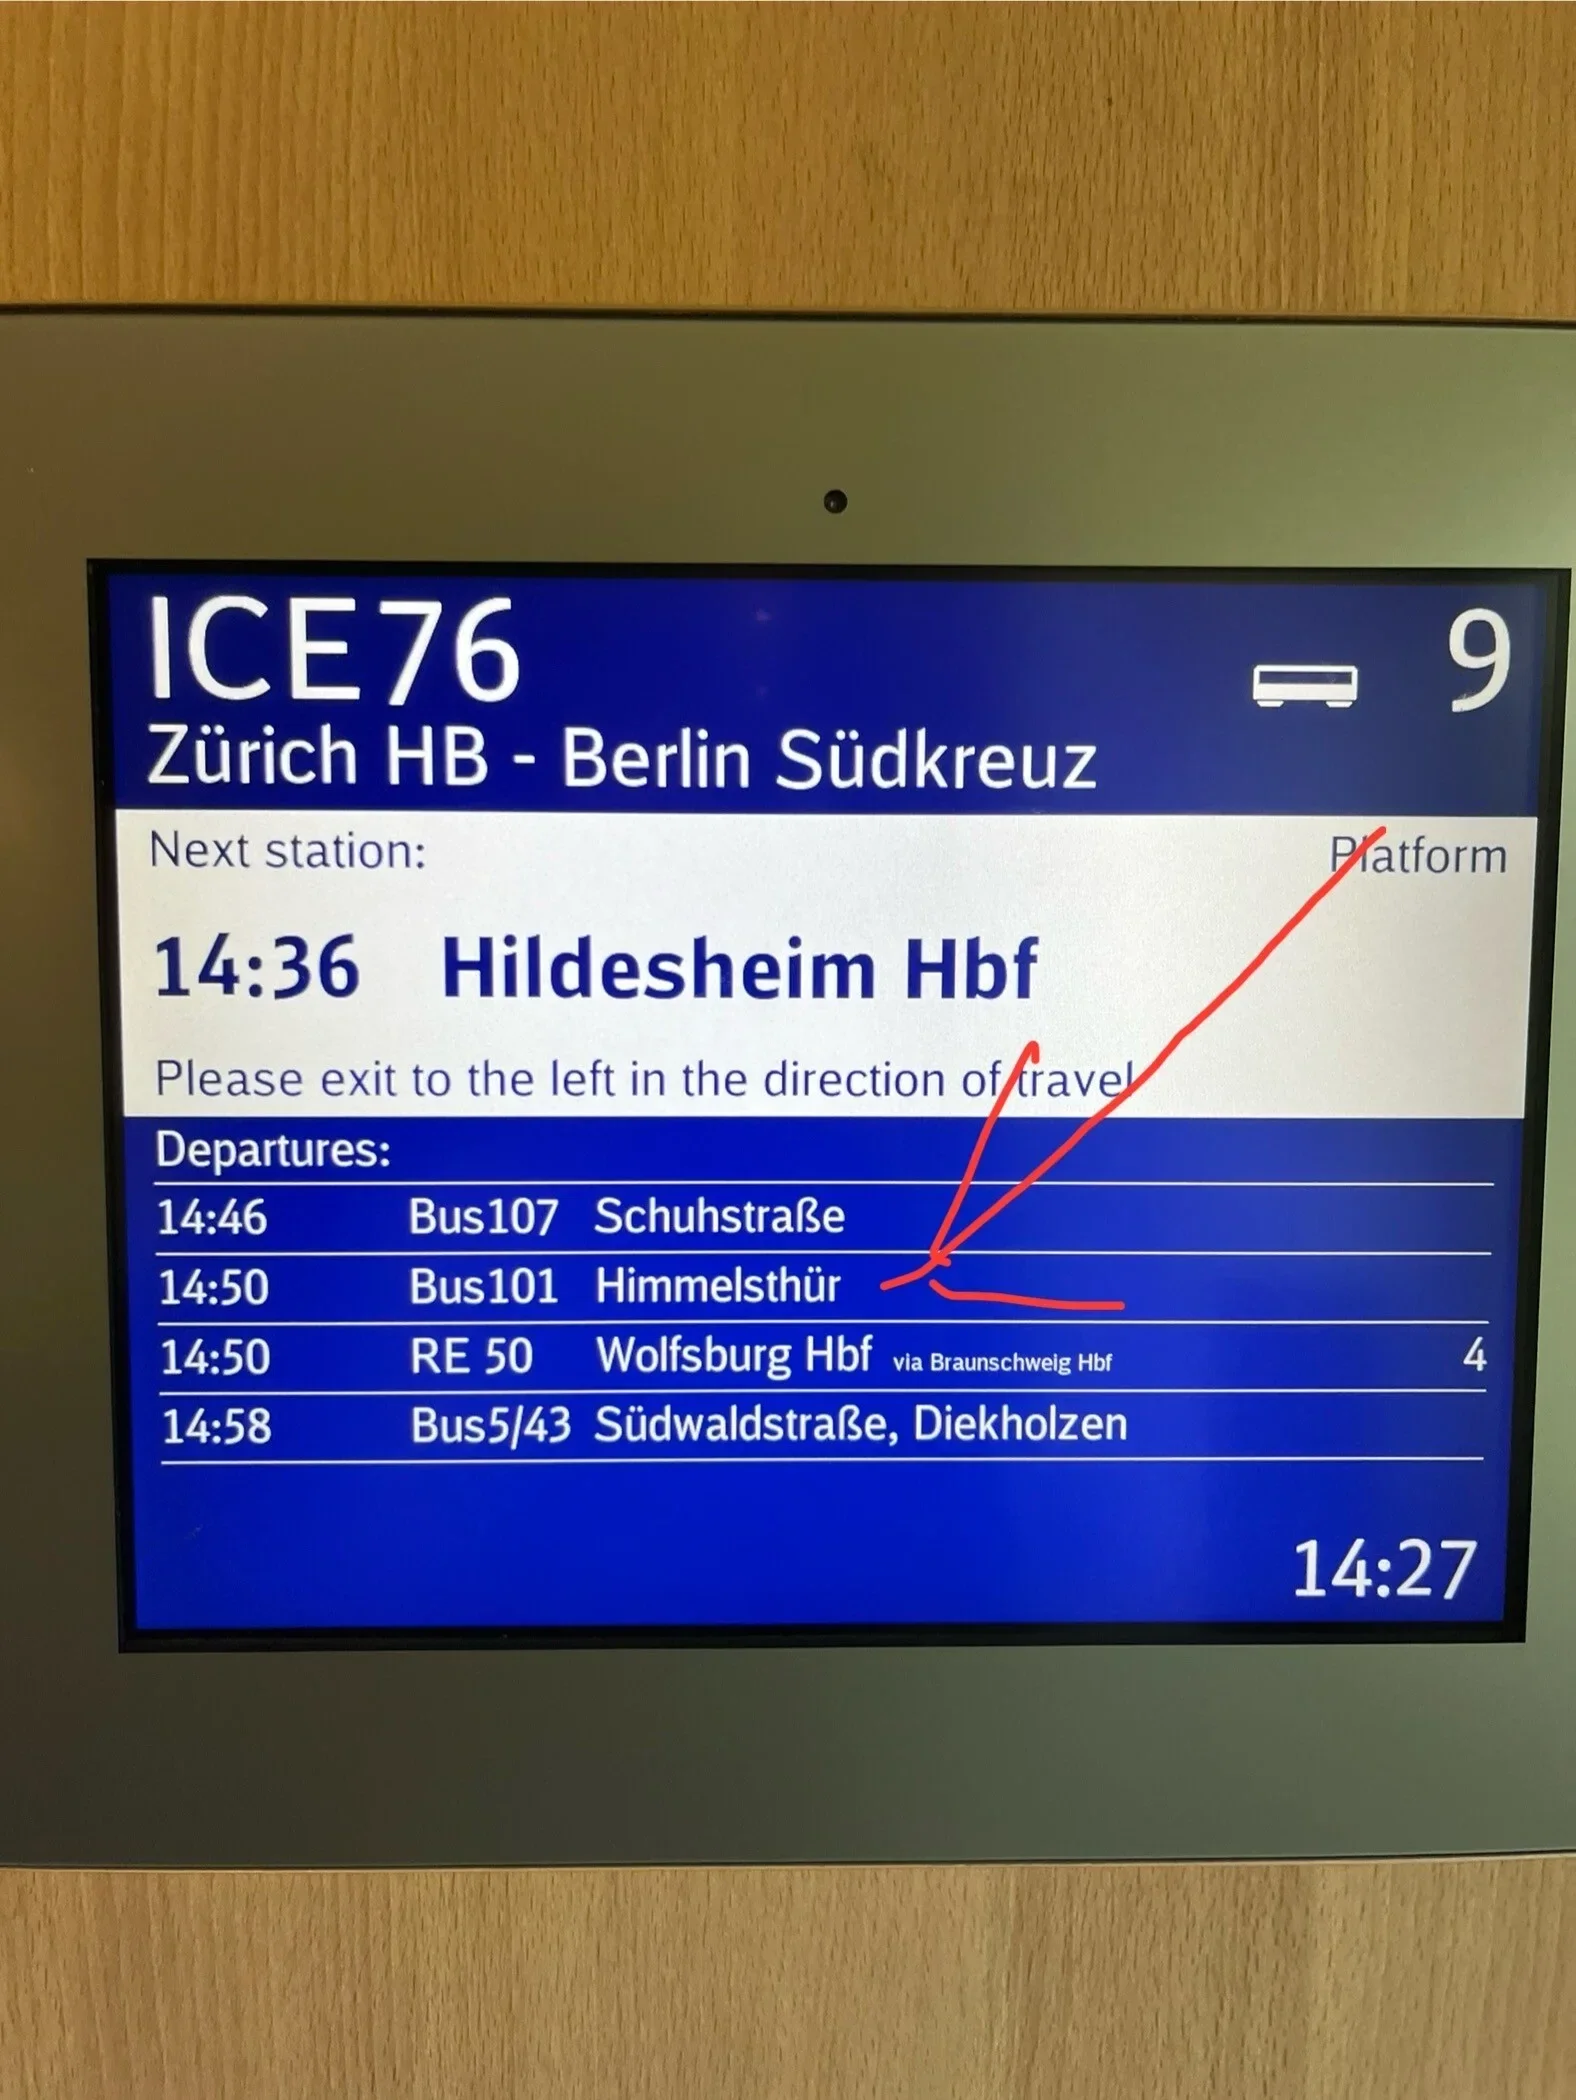 ICE76 9
Zürich HB - Berlin Südkreuz
Next station: Platform
14:36 Hildesheim Hbf
Please exit to the left in the direction of travel
Departures:
14:46 Bus107 Schuhstraße
14:50 Bus101 Himmelsthür
14:50 RE 50 Wolfsburg Hbf via Braunschweig Hbf 4
14:58 Bus5/43 Südwaldstraße, Diekholzen
14:27